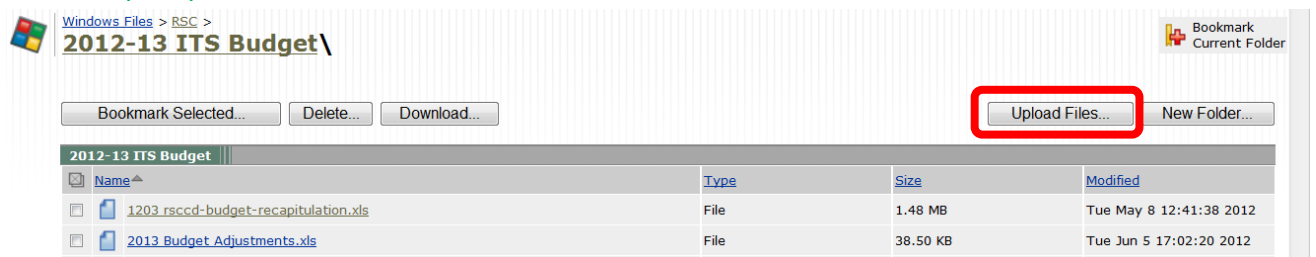 Windows Files > RSC >
2012-13 ITS Budget\
Bookmark
Current Folder
Bookmark Selected... Delete... Download... Upload Files... New Folder...
2012-13 ITS Budget
Name Type Size Modified
1203 rsccd-budget-recapitulation.xls File 1.48 MB Tue May 8 12:41:38 2012
2013 Budget Adjustments.xls File 38.50 KB Tue Jun 5 17:02:20 2012